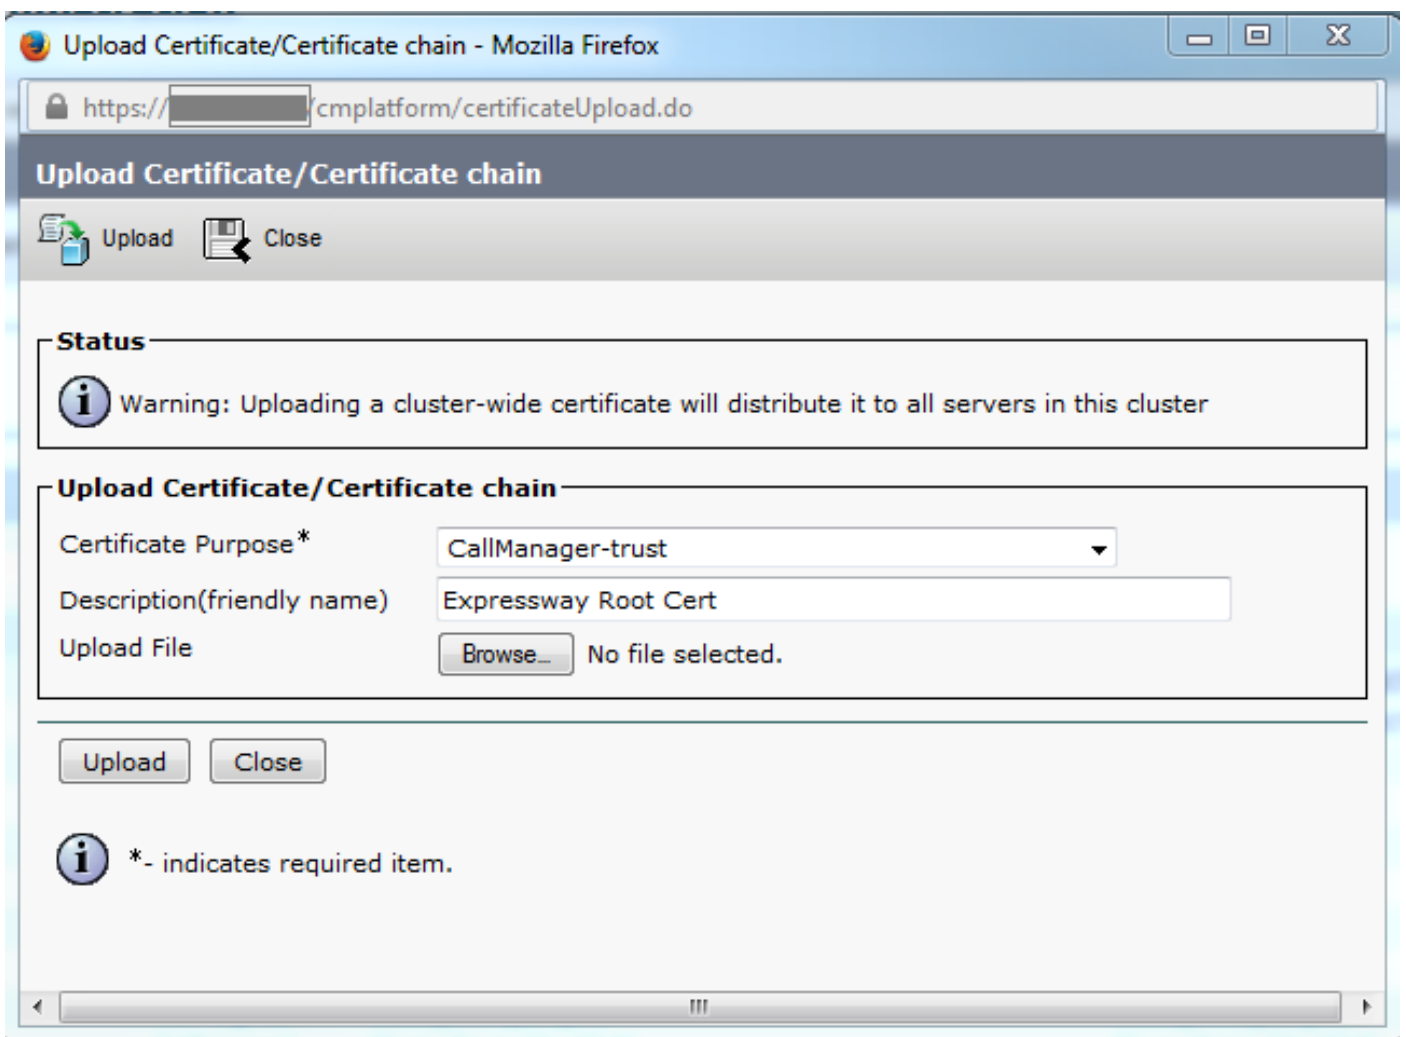 Upload Certificate/Certificate chain - Mozilla Firefox
https:// /cmplatform/certificateUpload.do
Upload Certificate/Certificate chain
Upload Close
Status
Warning: Uploading a cluster-wide certificate will distribute it to all servers in this cluster
Upload Certificate/Certificate chain
Certificate Purpose* CallManager-trust
Description(friendly name) Expressway Root Cert
Upload File Browse... No file selected.
Upload Close
*- indicates required item.